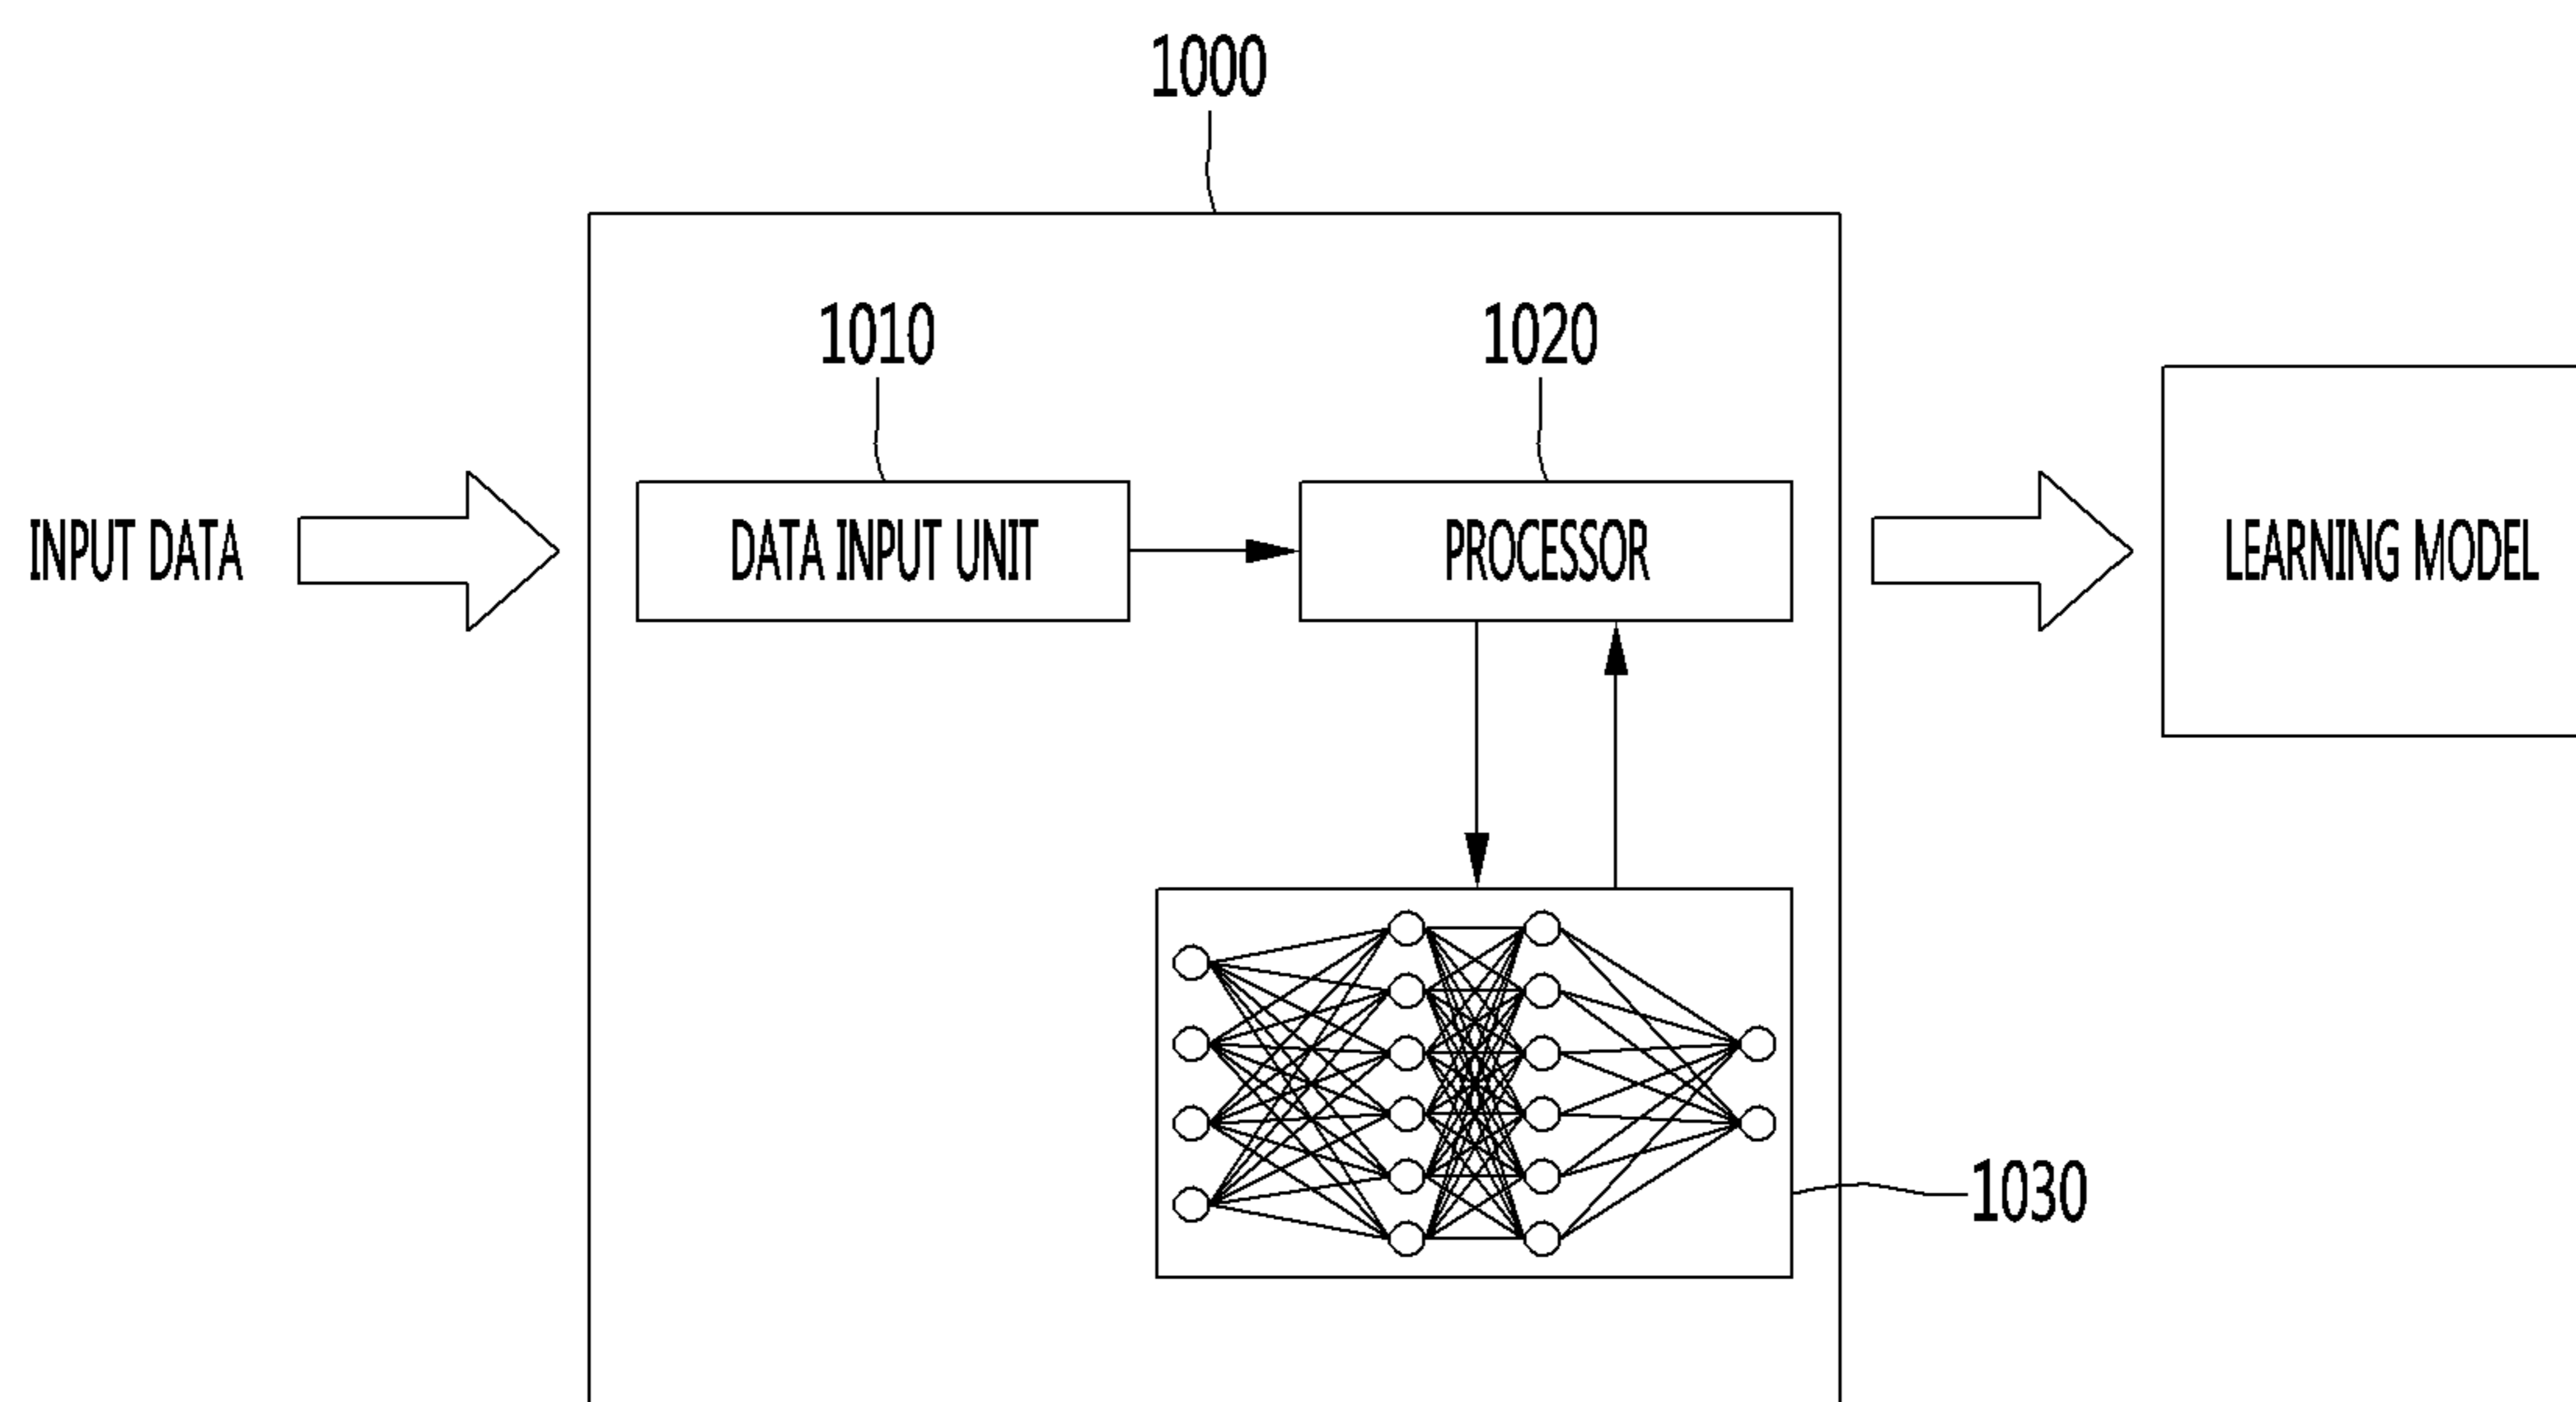 1000
1010
1020
INPUT DATA
DATA INPUT UNIT
PROCESSOR
LEARNING MODEL
1030